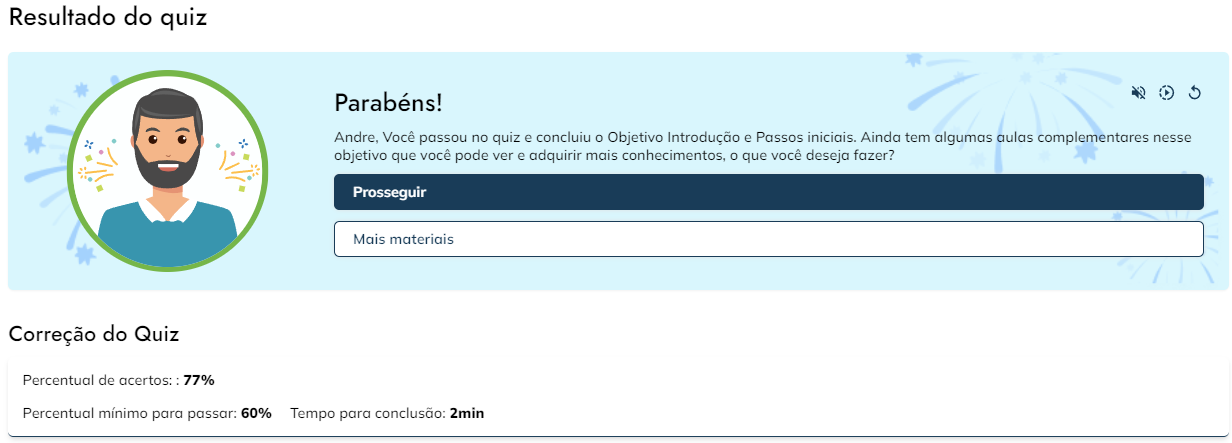 Resultado do quiz
Parabéns!
Andre, Você passou no quiz e concluiu o Objetivo Introdução e Passos iniciais. Ainda tem algumas aulas complementares nesse
objetivo que você pode ver e adquirir mais conhecimentos, o que você deseja fazer?
Prosseguir
Mais materiais
Correção do Quiz
Percentual de acertos: : 77%
Percentual mínimo para passar: 60% Tempo para conclusão: 2min